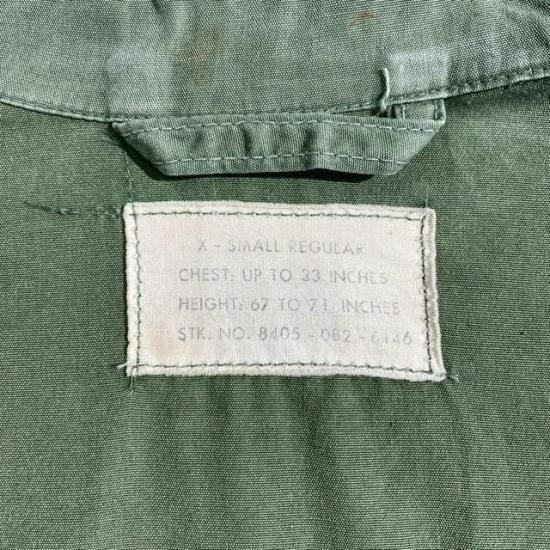 X - SMALL REGULAR
CHEST: UP TO 33 INCHES
HEIGHT: 67 TO 71 INCHES
STK. NO. 8405 - 082 - 6146